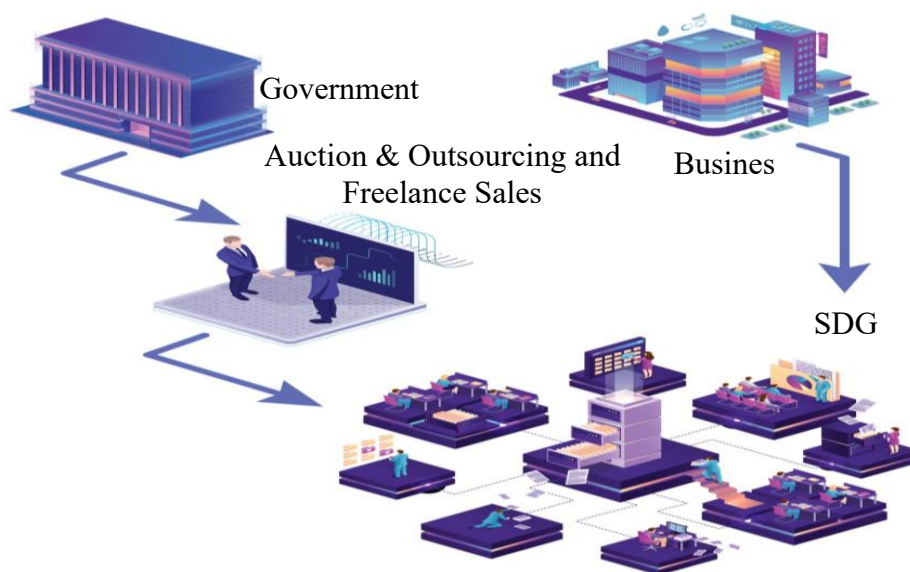 Government
Auction & Outsourcing and
Freelance Sales
Busines
SDG